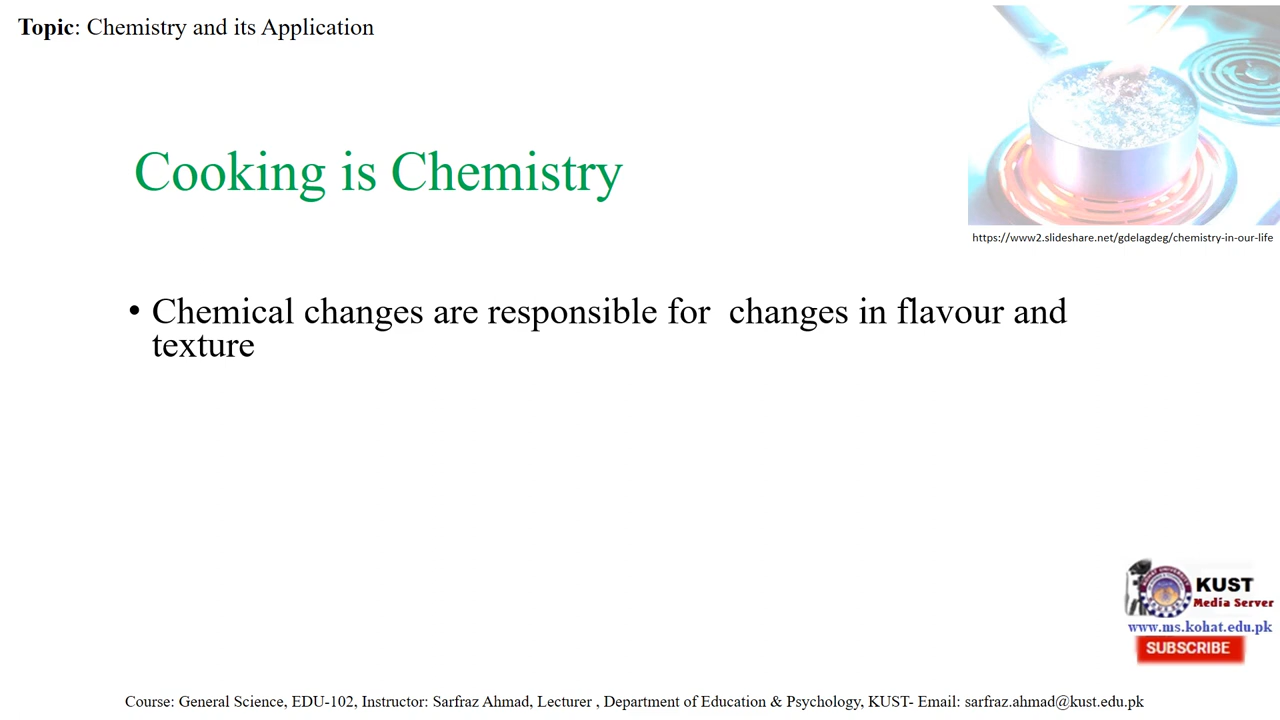 Topic: Chemistry and its Application
Cooking is Chemistry
https://www2.slideshare.net/gdelagdeg/chemistry-in-our-life
• Chemical changes are responsible for  changes in flavour and
texture
KUST
Media Server
www.ms.kohat.edu.pk
SUBSCRIBE
Course: General Science, EDU-102, Instructor: Sarfraz Ahmad, Lecturer , Department of Education & Psychology, KUST- Email: sarfraz.ahmad@kust.edu.pk